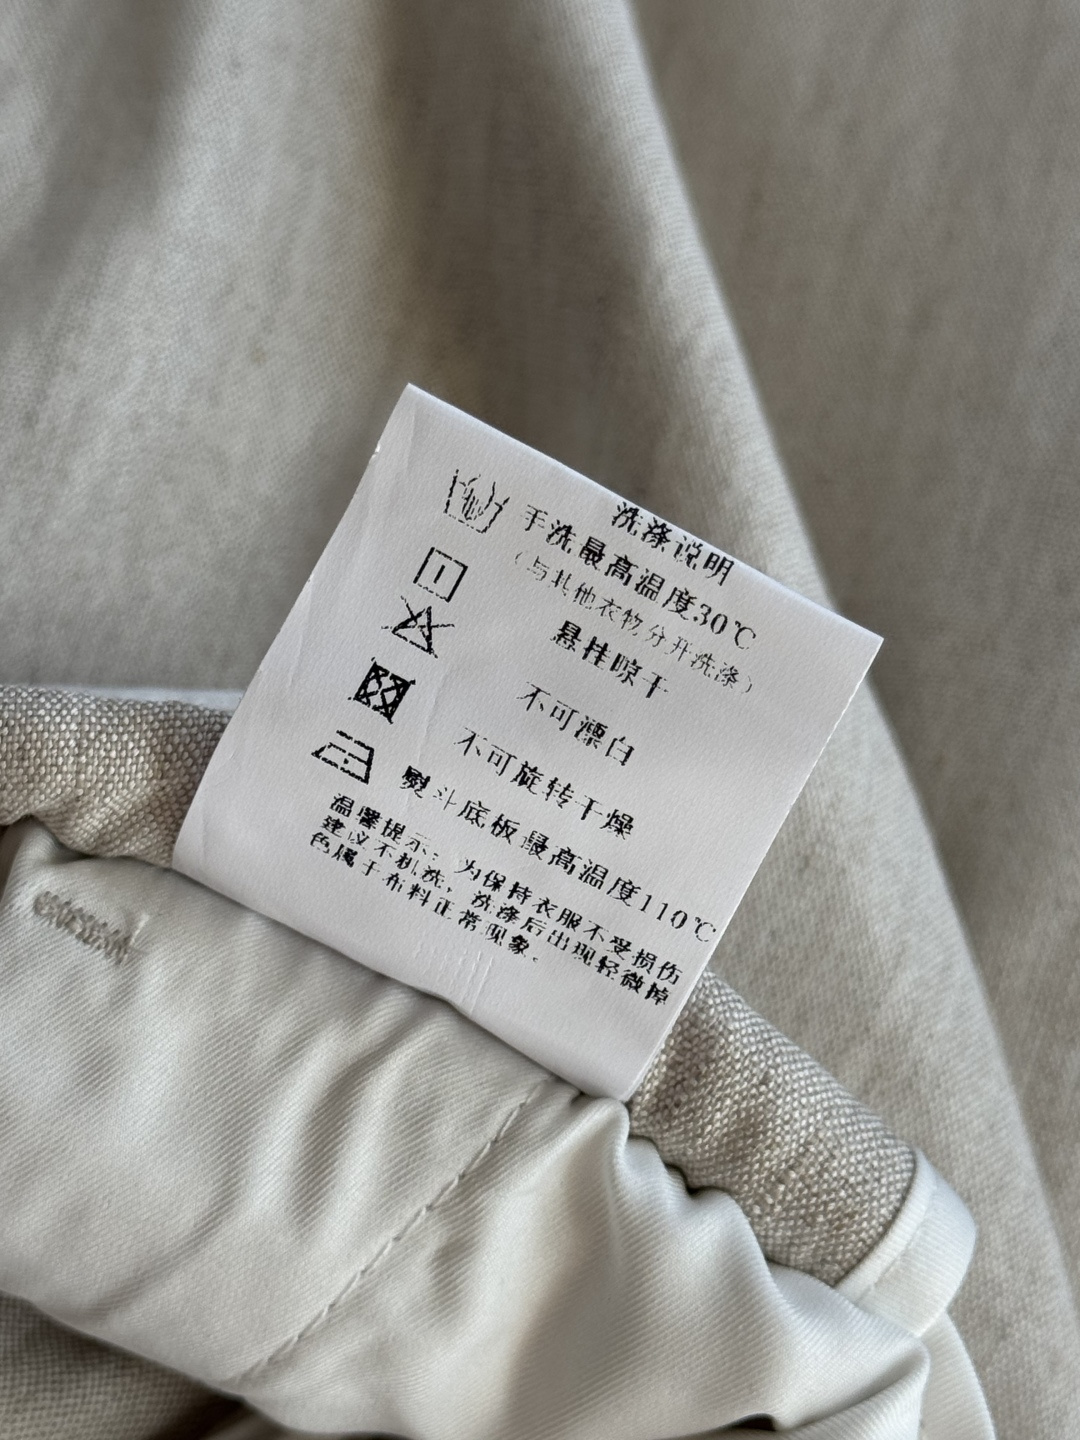 洗涤说明
手洗最高温度30℃
（与其他衣物分开洗涤）
悬挂晾干
不可漂白
不可旋转干燥
熨斗底板最高温度110℃
温馨提示：为保持衣服不受损伤
建议不机洗，洗涤后出现轻微掉
色属于布料正常现象。